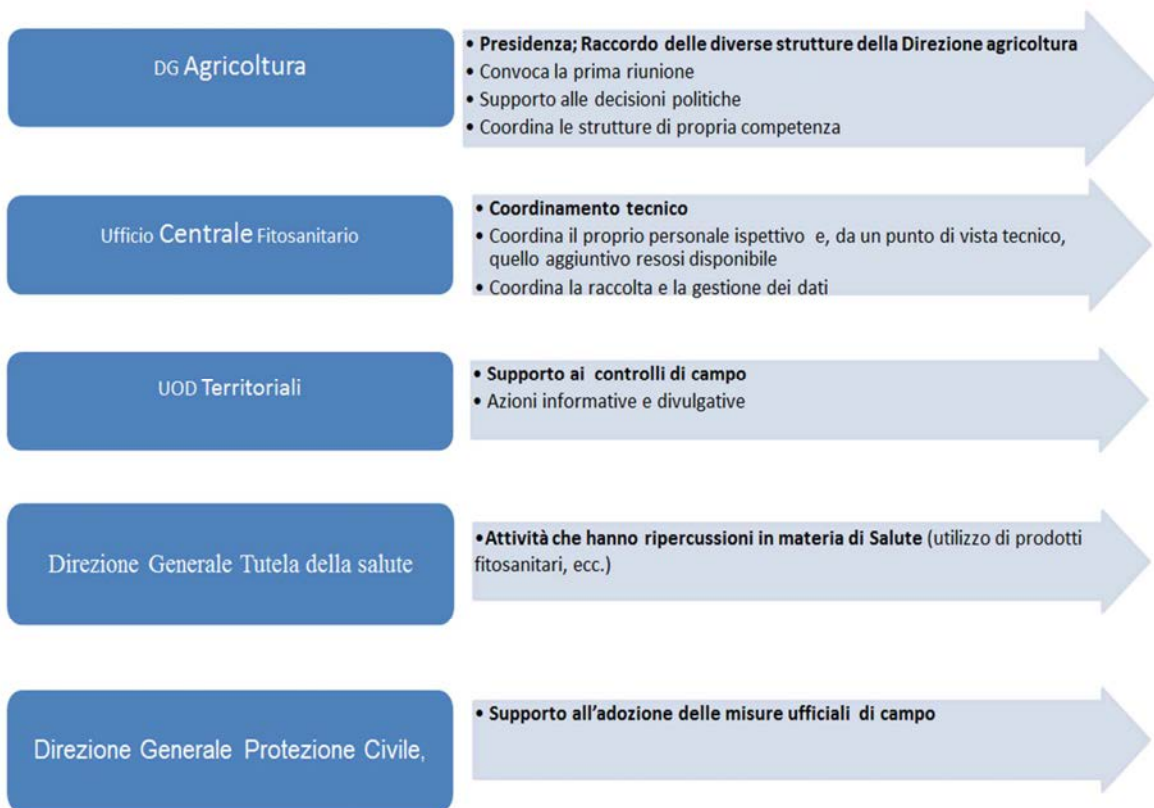 DG Agricoltura
• Presidenza; Raccordo delle diverse strutture della Direzione agricoltura
• Convoca la prima riunione
• Supporto alle decisioni politiche
• Coordina le strutture di propria competenza
Ufficio Centrale Fitosanitario
• Coordinamento tecnico
• Coordina il proprio personale ispettivo e, da un punto di vista tecnico,
quello aggiuntivo resosi disponibile
• Coordina la raccolta e la gestione dei dati
UOD Territoriali
• Supporto ai controlli di campo
• Azioni informative e divulgative
Direzione Generale Tutela della salute
•Attività che hanno ripercussioni in materia di Salute (utilizzo di prodotti
fitosanitari, ecc.)
Direzione Generale Protezione Civile,
• Supporto all'adozione delle misure ufficiali di campo